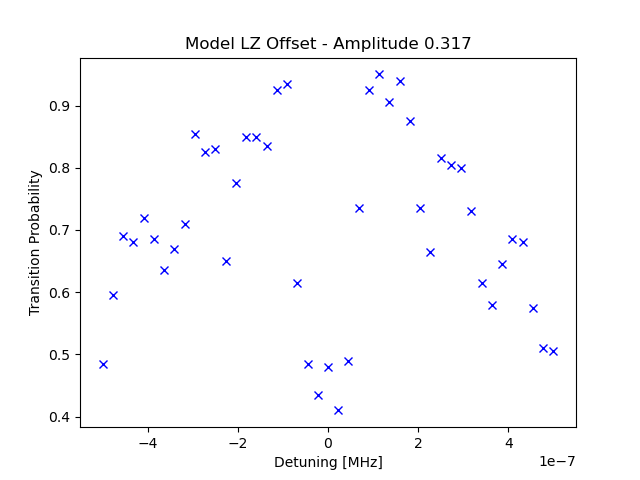 Model LZ Offset - Amplitude 0.317
Transition Probability
0.9
0.8
0.7
0.6
0.5
0.4
−4
−2
0
2
4
1e−7
Detuning [MHz]